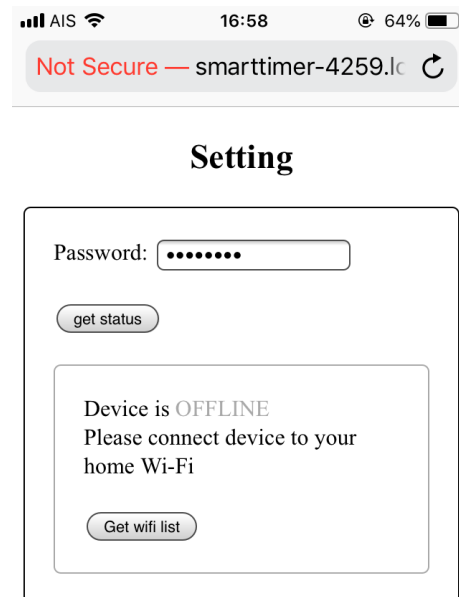 AIS 16:58 64%
Not Secure — smarttimer-4259.lc
Setting
Password: ••••••••
get status
Device is OFFLINE
Please connect device to your
home Wi-Fi
Get wifi list